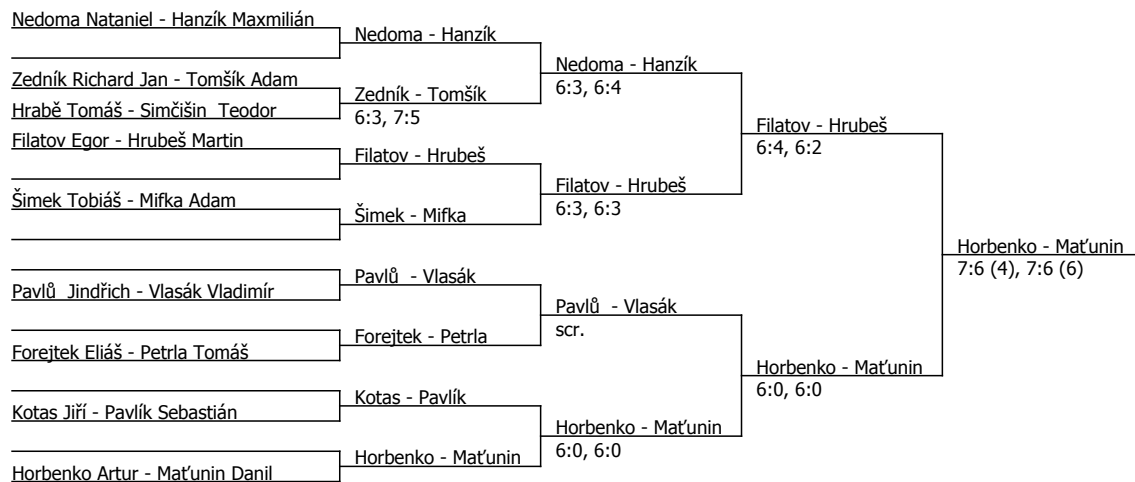 Nedoma Nataniel - Hanzík Maxmilián
Zedník Richard Jan - Tomšík Adam
Hrabě Tomáš - Simčišin  Teodor
Filatov Egor - Hrubeš Martin
Šimek Tobiáš - Mifka Adam
Pavlů  Jindřich - Vlasák Vladimír
Forejtek Eliáš - Petrla Tomáš
Kotas Jiří - Pavlík Sebastián
Horbenko Artur - Maťunin Danil
Nedoma - Hanzík
Zedník - Tomšík
6:3, 7:5
Filatov - Hrubeš
Šimek - Mifka
Pavlů  - Vlasák
Forejtek - Petrla
Kotas - Pavlík
Horbenko - Maťunin
Nedoma - Hanzík
6:3, 6:4
Filatov - Hrubeš
6:3, 6:3
Pavlů  - Vlasák
scr.
Horbenko - Maťunin
6:0, 6:0
Filatov - Hrubeš
6:4, 6:2
Horbenko - Maťunin
6:0, 6:0
Horbenko - Maťunin
7:6 (4), 7:6 (6)